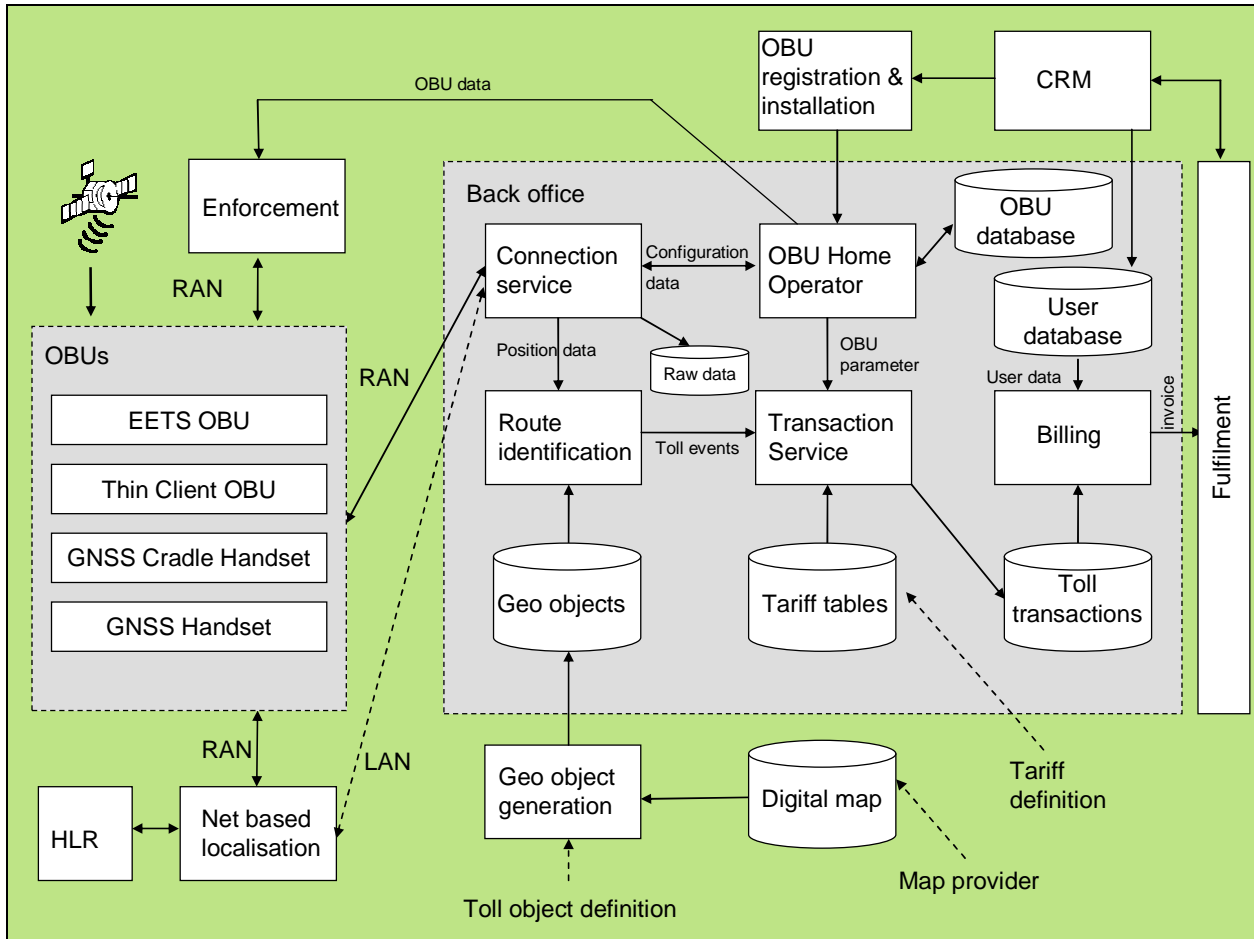 OBU
registration &
installation
CRM
OBU data
Enforcement
Back office
OBU
database
Connection
service
Configuration
data
OBU Home
Operator
RAN
User
database
OBUs
Position data
Raw data
OBU
parameter
RAN
User data
invoice
EETS OBU
Route
identification
Toll events
Transaction
Service
Billing
Fulfilment
Thin Client OBU
GNSS Cradle Handset
GNSS Handset
Geo objects
Tariff tables
Toll
transactions
RAN
LAN
Geo object
generation
Digital map
Tariff
definition
HLR
Net based
localisation
Map provider
Toll object definition